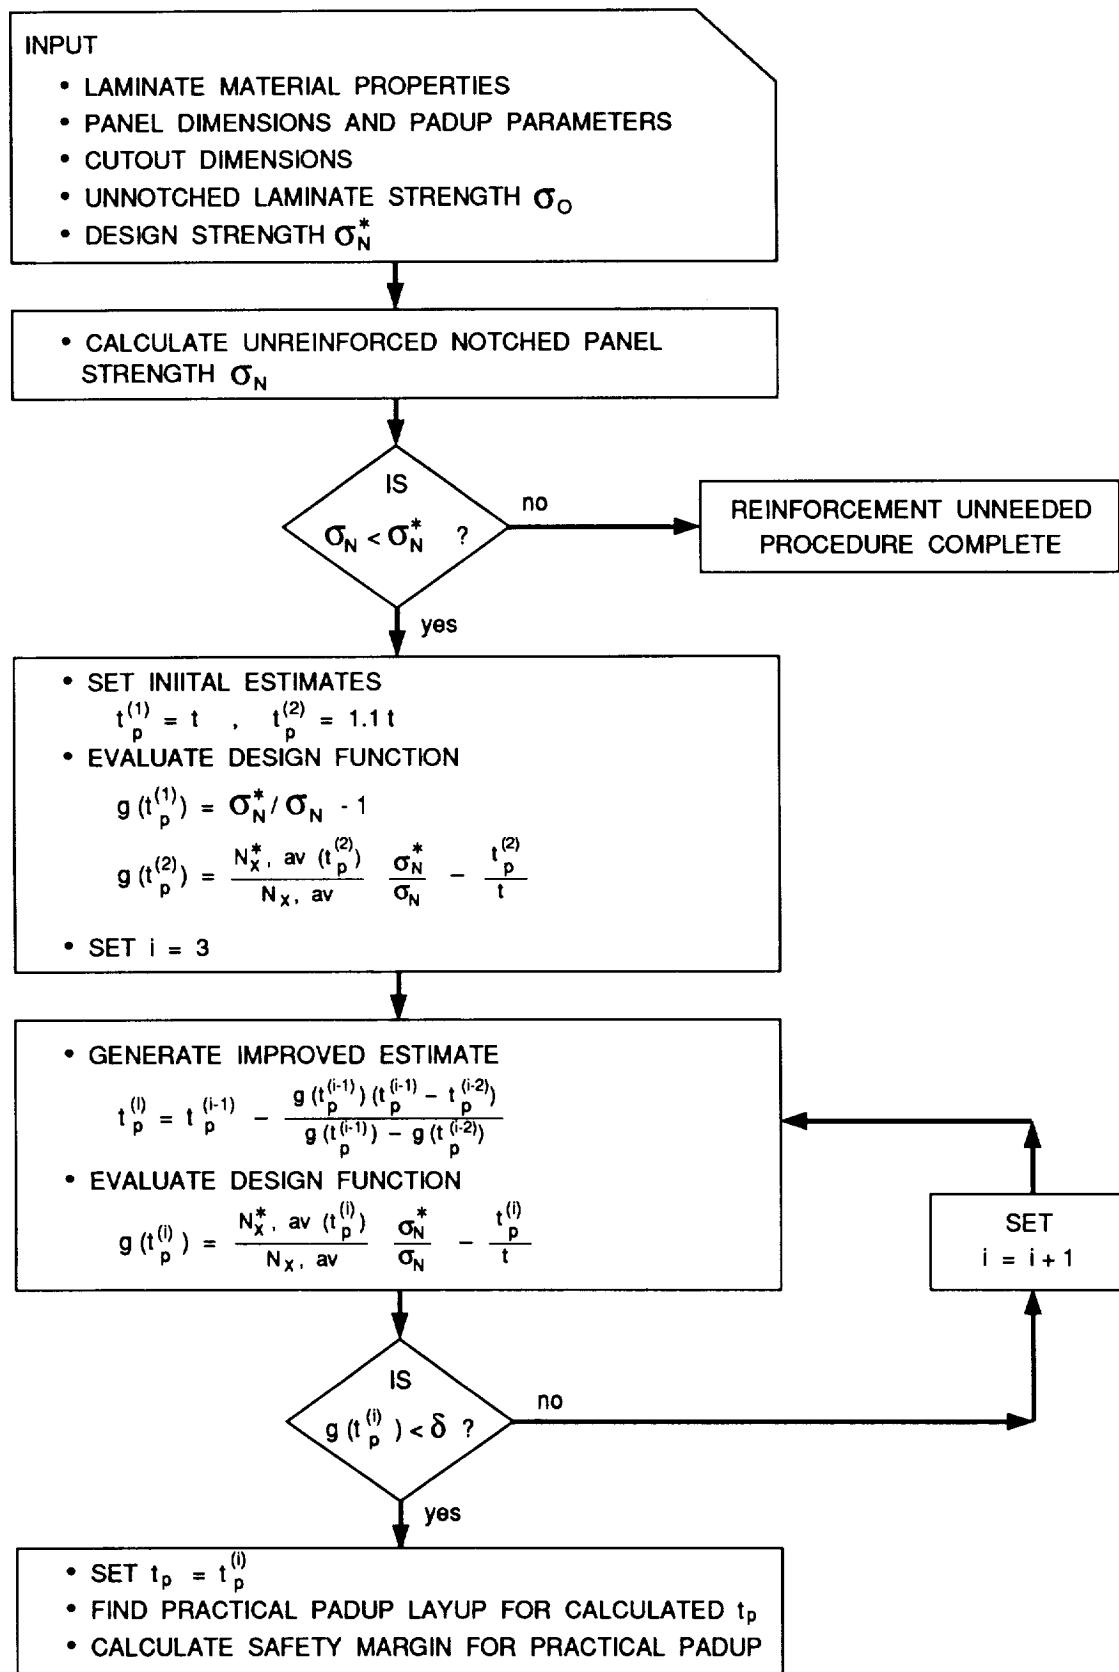 INPUT
• LAMINATE MATERIAL PROPERTIES
• PANEL DIMENSIONS AND PADUP PARAMETERS
• CUTOUT DIMENSIONS
• UNNOTCHED LAMINATE STRENGTH σ_O
• DESIGN STRENGTH σ_N^*
• CALCULATE UNREINFORCED NOTCHED PANEL
STRENGTH σ_N
IS
σ_N < σ_N^* ?
no
REINFORCEMENT UNNEEDED
PROCEDURE COMPLETE
yes
• SET INIITAL ESTIMATES
t_p^(1) = t , t_p^(2) = 1.1 t
• EVALUATE DESIGN FUNCTION
g (t_p^(1)) = σ_N^* / σ_N - 1
g (t_p^(2)) = N_X^*, av (t_p^(2)) / N_X, av σ_N^* / σ_N − t_p^(2) / t
• SET i = 3
• GENERATE IMPROVED ESTIMATE
t_p^(I) = t_p^(i-1) − g (t_p^(i-1)) (t_p^(i-1) − t_p^(i-2)) / g (t_p^(i-1)) − g (t_p^(i-2))
• EVALUATE DESIGN FUNCTION
g (t_p^(i)) = N_X^*, av (t_p^(i)) / N_X, av σ_N^* / σ_N − t_p^(i) / t
SET
i = i + 1
IS
g (t_p^(i)) < δ ?
no
yes
• SET t_p = t_p^(i)
• FIND PRACTICAL PADUP LAYUP FOR CALCULATED t_p
• CALCULATE SAFETY MARGIN FOR PRACTICAL PADUP